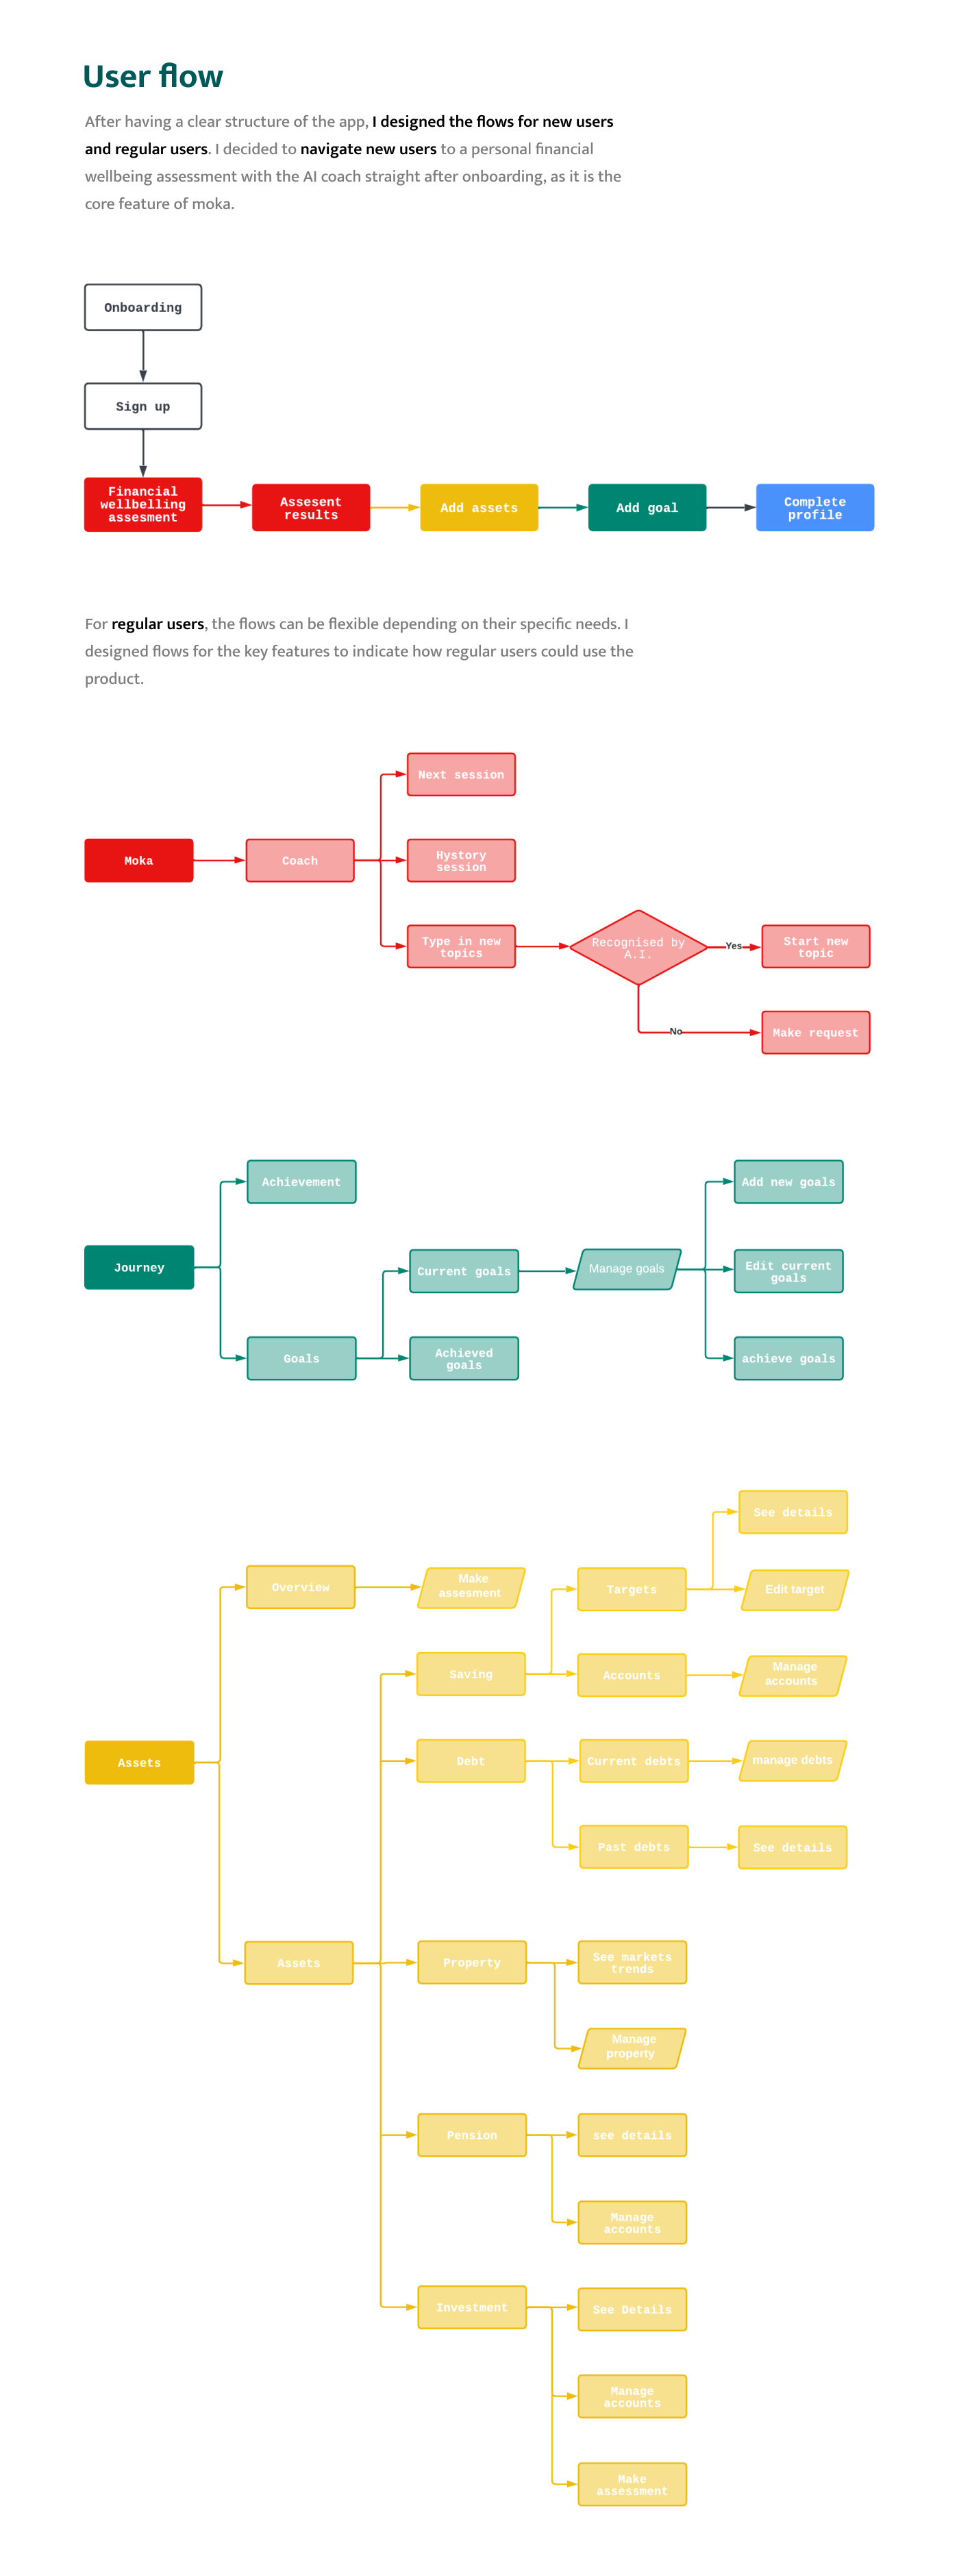 User flow
After having a clear structure of the app, I designed the flows for new users
and regular users. I decided to navigate new users to a personal financial
wellbeing assessment with the AI coach straight after onboarding, as it is the
core feature of moka.
Onboarding
Sign up
Financial
wellbelling
assesment
Assesent
results
Add assets
Add goal
Complete
profile
For regular users, the flows can be flexible depending on their specific needs. I
designed flows for the key features to indicate how regular users could use the
product.
Next session
Moka
Coach
Hystory
session
Type in new
topics
Recognised by
A.I.
Yes
Start new
topic
No
Make request
Achievement
Add new goals
Journey
Current goals
Manage goals
Edit current
goals
Goals
Achieved
goals
achieve goals
See details
Overview
Make
assesment
Targets
Edit target
Saving
Accounts
Manage
accounts
Assets
Debt
Current debts
manage debts
Past debts
See details
Assets
Property
See markets
trends
Manage
property
Pension
see details
Manage
accounts
Investment
See Details
Manage
accounts
Make
assessment